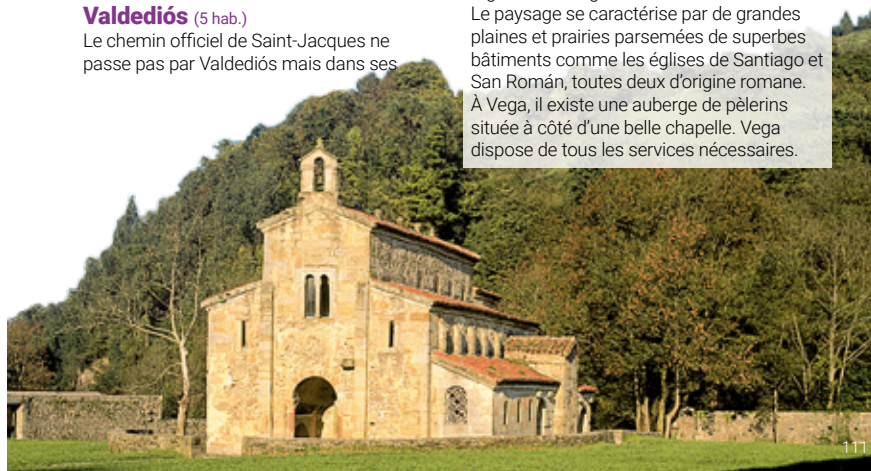 Valdediós (5 hab.)
Le chemin officiel de Saint-Jacques ne
passe pas par Valdediós mais dans ses
Le paysage se caractérise par de grandes
plaines et prairies parsemées de superbes
bâtiments comme les églises de Santiago et
San Román, toutes deux d'origine romane.
À Vega, il existe une auberge de pèlerins
située à côté d'une belle chapelle. Vega
dispose de tous les services nécessaires.
111